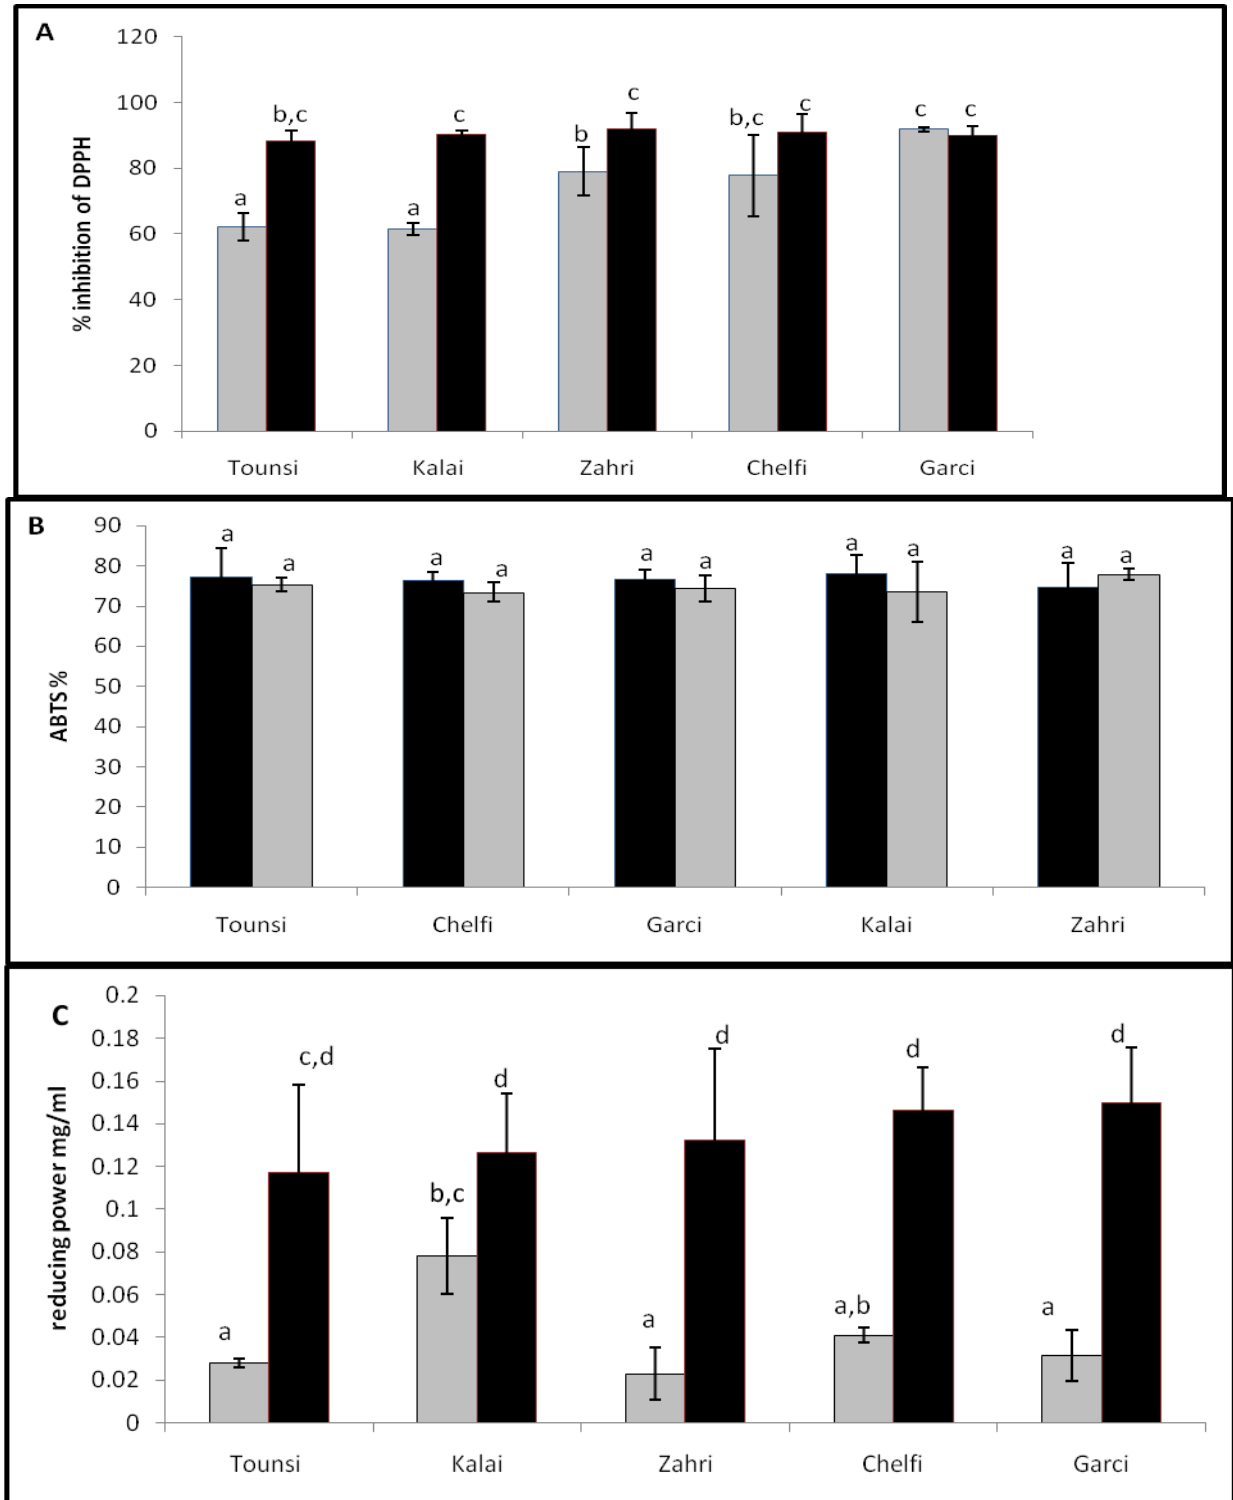 A
120
100
80
60
40
20
0
% inhibition of DPPH
a
b,c
a
c
b
c
b,c
c
c
c
Tounsi
Kalai
Zahri
Chelfi
Garci
B
90
80
70
60
50
40
30
20
10
0
ABTS %
a
a
a
a
a
a
a
a
a
a
Tounsi
Chelfi
Garci
Kalai
Zahri
C
0.2
0.18
0.16
0.14
0.12
0.1
0.08
0.06
0.04
0.02
0
reducing power mg/ml
a
c,d
b,c
d
a
d
a,b
d
a
d
Tounsi
Kalai
Zahri
Chelfi
Garci